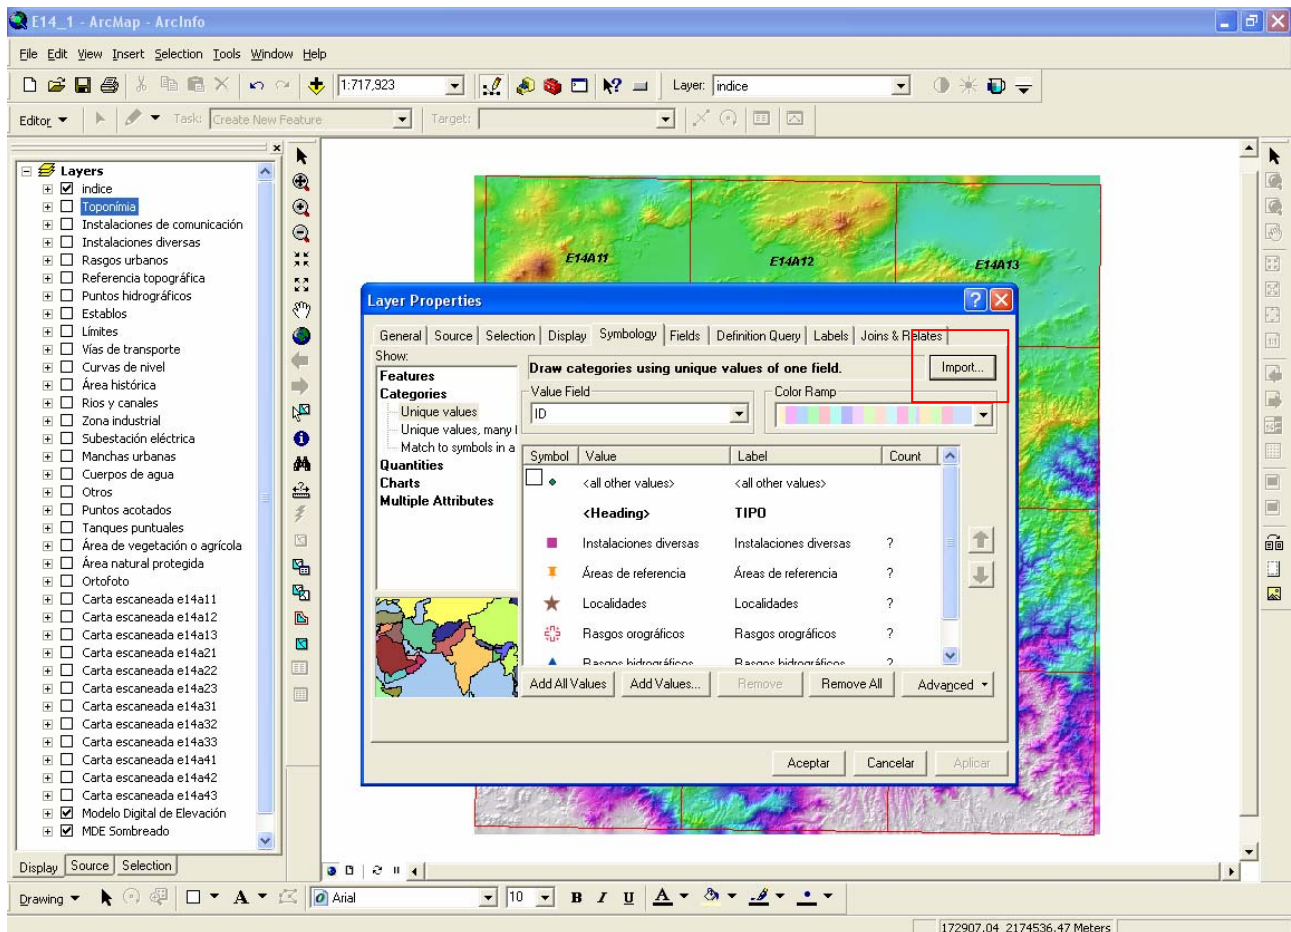 E14_1 - ArcMap - ArcInfo
File Edit View Insert Selection Tools Window Help
1:717,923
Layer: indice
Editor
Task: Create New Feature
Target:
Layers
indice
Toponímia
Instalaciones de comunicación
Instalaciones diversas
Rasgos urbanos
Referencia topográfica
Puntos hidrográficos
Establos
Límites
Vías de transporte
Curvas de nivel
Área histórica
Rios y canales
Zona industrial
Subestación eléctrica
Manchas urbanas
Cuerpos de agua
Otros
Puntos acotados
Tanques puntuales
Área de vegetación o agrícola
Área natural protegida
Ortofoto
Carta escaneada e14a11
Carta escaneada e14a12
Carta escaneada e14a13
Carta escaneada e14a21
Carta escaneada e14a22
Carta escaneada e14a23
Carta escaneada e14a31
Carta escaneada e14a32
Carta escaneada e14a33
Carta escaneada e14a41
Carta escaneada e14a42
Carta escaneada e14a43
Modelo Digital de Elevación
MDE Sombreado
Display Source Selection
E14A11
E14A12
E14A13
Layer Properties
General Source Selection Display Symbology Fields Definition Query Labels Joins & Relates
Show:
Features
Categories
Unique values
Unique values, many
Match to symbols in a
Quantities
Charts
Multiple Attributes
Draw categories using unique values of one field.
Import...
Value Field
ID
Color Ramp
Symbol Value Label Count
<all other values> <all other values>
<Heading> TIPO
Instalaciones diversas Instalaciones diversas ?
Áreas de referencia Áreas de referencia ?
Localidades Localidades ?
Rasgos orográficos Rasgos orográficos ?
Rasgos hidrográficos Rasgos hidrográficos ?
Add All Values Add Values... Remove Remove All Advanced
Aceptar Cancelar Aplicar
Drawing
A
Arial
10
B I U A
172907.04 2174536.47 Meters